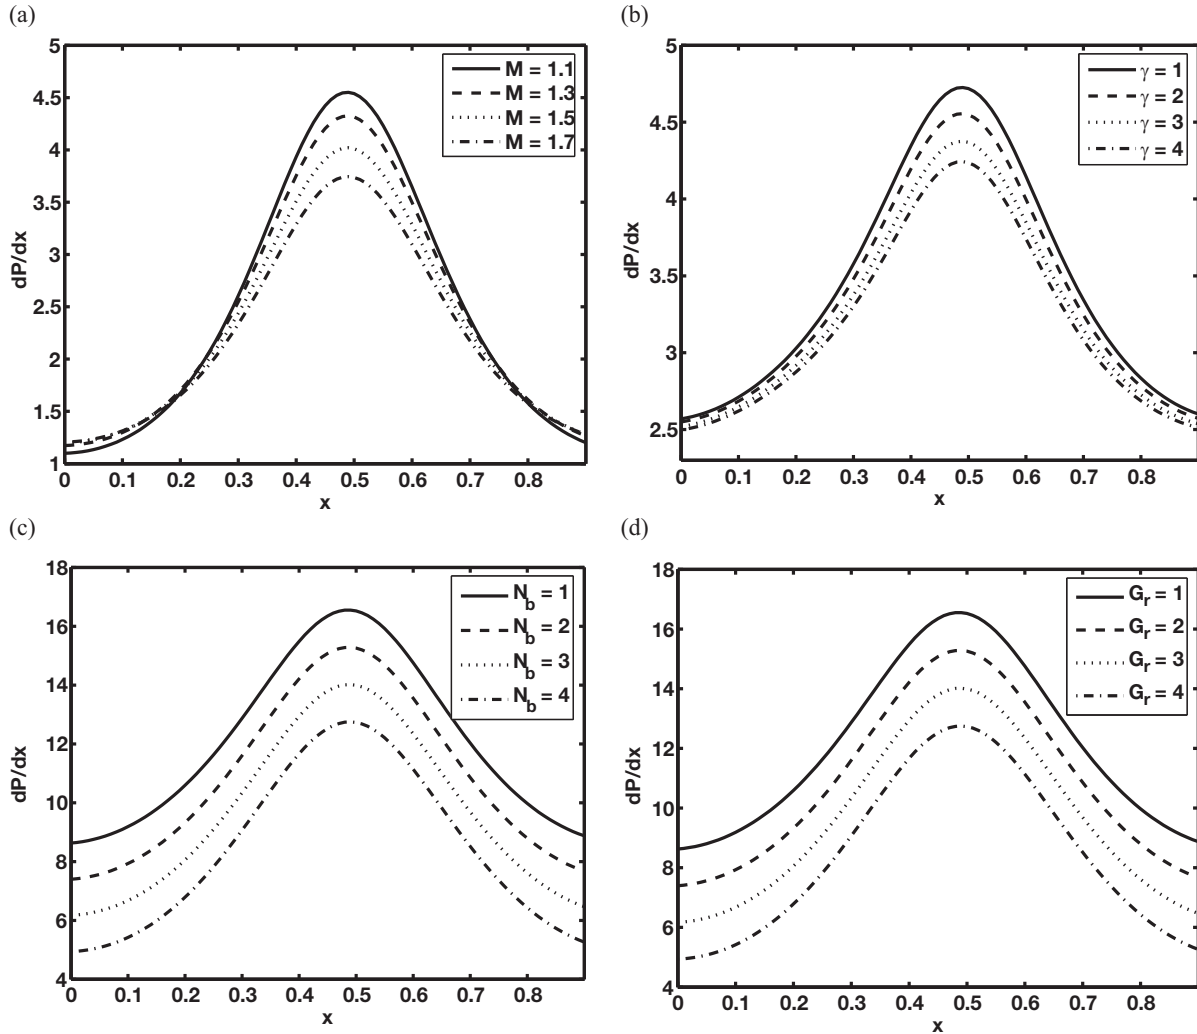 (a)
5
4.5
4
3.5
3
2.5
2
1.5
1
0 0.1 0.2 0.3 0.4 0.5 0.6 0.7 0.8
dP/dx
x
M = 1.1
M = 1.3
M = 1.5
M = 1.7
(b)
5
4.5
4
3.5
3
2.5
0 0.1 0.2 0.3 0.4 0.5 0.6 0.7 0.8
dP/dx
x
γ = 1
γ = 2
γ = 3
γ = 4
(c)
18
16
14
12
10
8
6
4
0 0.1 0.2 0.3 0.4 0.5 0.6 0.7 0.8
dP/dx
x
N_b = 1
N_b = 2
N_b = 3
N_b = 4
(d)
18
16
14
12
10
8
6
4
0 0.1 0.2 0.3 0.4 0.5 0.6 0.7 0.8
dP/dx
x
G_r = 1
G_r = 2
G_r = 3
G_r = 4